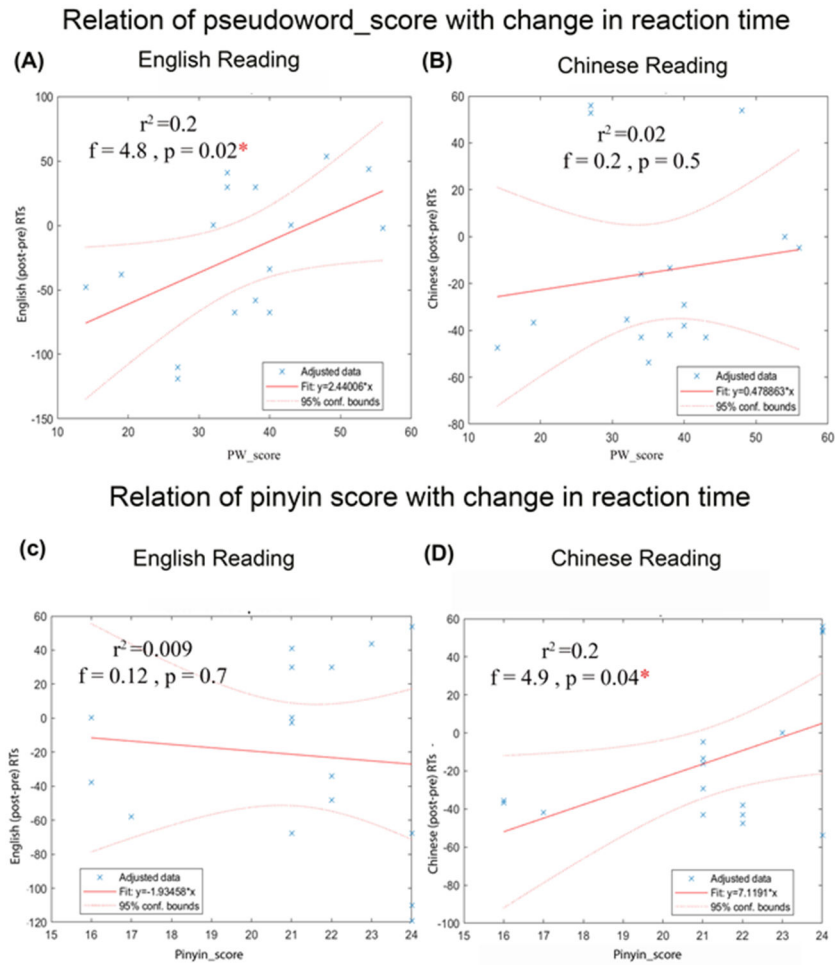 Relation of pseudoword_score with change in reaction time
(A)
English Reading
r²=0.2
f = 4.8 , p = 0.02*
100
50
0
-50
-100
-150
English (post-pre) RTs
Adjusted data
Fit: y=2.44006*x
95% conf. bounds
10 20 30 40 50 60
PW_score
(B)
Chinese Reading
r²=0.02
f = 0.2 , p = 0.5
60
40
20
0
-20
-40
-60
-80
Chinese (post-pre) RTs
Adjusted data
Fit: y=0.478863*x
95% conf. bounds
10 20 30 40 50 60
PW_score
Relation of pinyin score with change in reaction time
(c)
English Reading
r²=0.009
f = 0.12 , p = 0.7
60
40
20
0
-20
-40
-60
-80
-100
-120
English (post-pre) RTs
Adjusted data
Fit: y=-1.93458*x
95% conf. bounds
15 16 17 18 19 20 21 22 23 24
Pinyin_score
(D)
Chinese Reading
r²=0.2
f = 4.9 , p = 0.04*
60
40
20
0
-20
-40
-60
-80
-100
Chinese (post-pre) RTs
Adjusted data
Fit: y=7.1191*x
95% conf. bounds
15 16 17 18 19 20 21 22 23 24
Pinyin_score